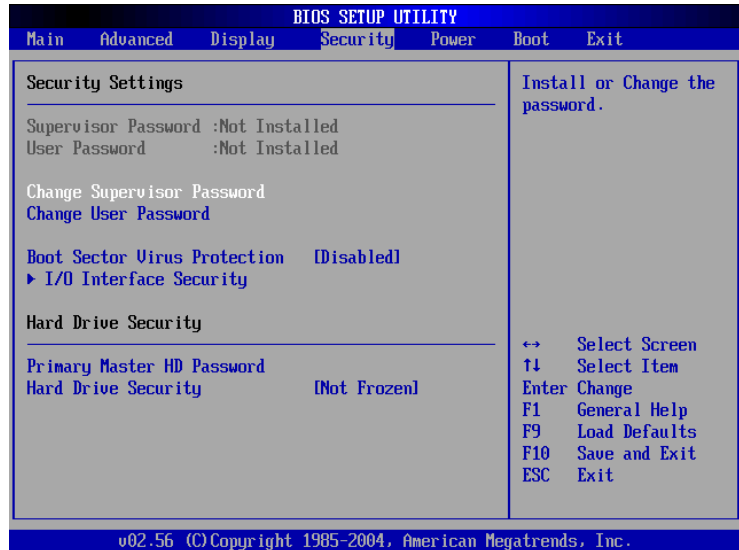 BIOS SETUP UTILITY
Main Advanced Display Security Power Boot Exit
Security Settings
Supervisor Password :Not Installed
User Password :Not Installed
Change Supervisor Password
Change User Password
Boot Sector Virus Protection [Disabled]
▶ I/O Interface Security
Hard Drive Security
Primary Master HD Password
Hard Drive Security [Not Frozen]
Install or Change the
password.
↔ Select Screen
↑↓ Select Item
Enter Change
F1 General Help
F9 Load Defaults
F10 Save and Exit
ESC Exit
v02.56 (C)Copyright 1985-2004, American Megatrends, Inc.